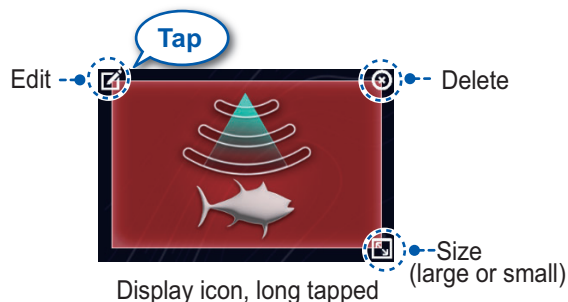 Tap
Edit
Delete
Size
(large or small)
Display icon, long tapped